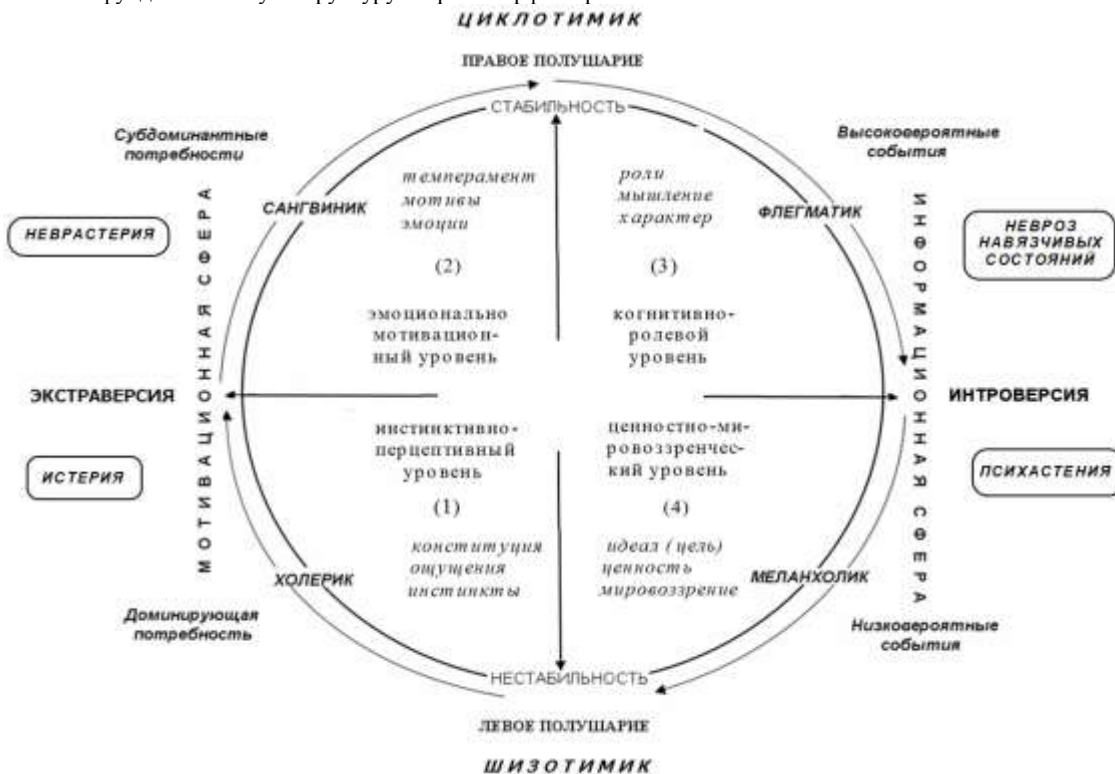 ЦИКЛОТИМИК
ПРАВОЕ ПОЛУШАРИЕ
СТАБИЛЬНОСТЬ
Субдоминантные
потребности
Высоковероятные
события
САНГВИНИК
темперамент
мотивы
эмоции
(2)
эмоционально
мотивацион-
ный уровень
роли
мышление
характер
(3)
когнитивно-
ролевой
уровень
ФЛЕГМАТИК
НЕВРАСТЕРИЯ
МОТИВАЦИОННАЯ СФЕРА
ИНФОРМАЦИОННАЯ СФЕРА
НЕВРОЗ
НАВЯЗЧИВЫХ
СОСТОЯНИЙ
ЭКСТРАВЕРСИЯ
ИНТРОВЕРСИЯ
ИСТЕРИЯ
инстинктивно-
перцептивный
уровень
(1)
конституция
ощущения
инстинкты
ценностно-ми-
ровоззренчес-
кий уровень
(4)
идеал (цель)
ценность
мировоззрение
ПСИХАСТЕНИЯ
ХОЛЕРИК
МЕЛАНХОЛИК
Доминирующая
потребность
Низковероятные
события
НЕСТАБИЛЬНОСТЬ
ЛЕВОЕ ПОЛУШАРИЕ
ШИЗОТИМИК